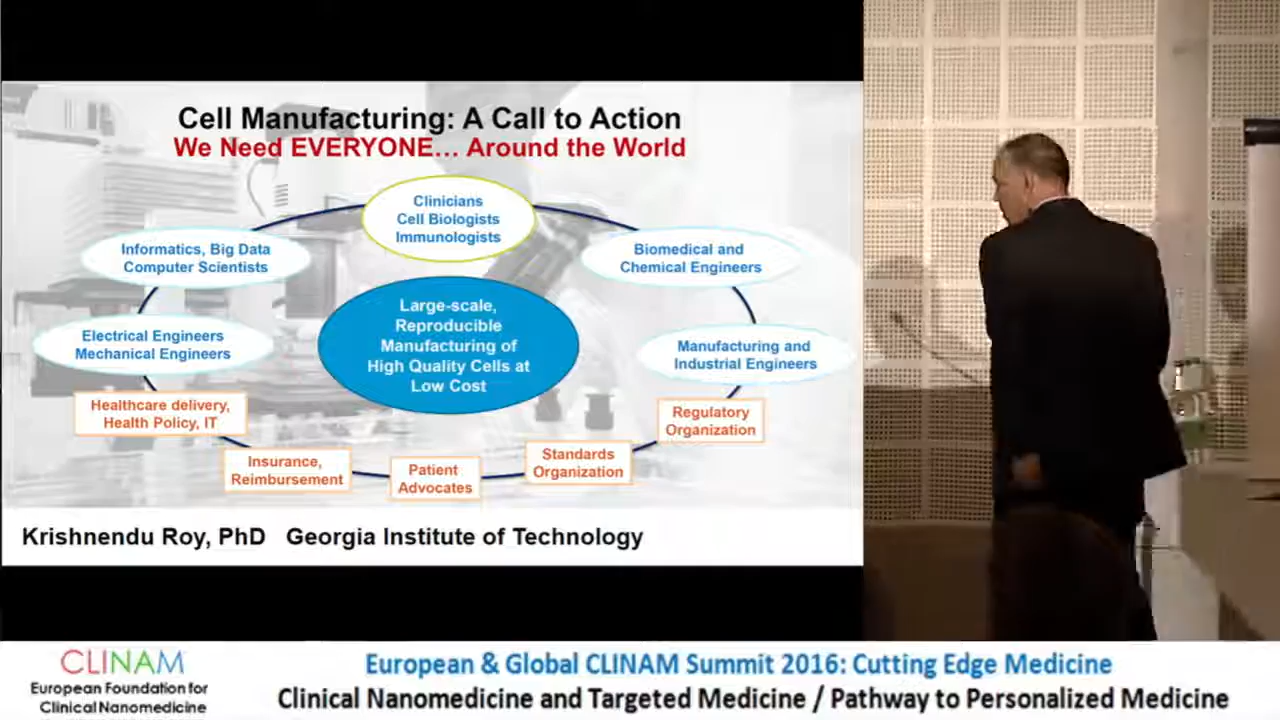 Cell Manufacturing: A Call to Action
We Need EVERYONE... Around the World
Clinicians
Cell Biologists
Immunologists
Informatics, Big Data
Computer Scientists
Biomedical and
Chemical Engineers
Large-scale,
Reproducible
Manufacturing of
High Quality Cells at
Low Cost
Electrical Engineers
Mechanical Engineers
Manufacturing and
Industrial Engineers
Healthcare delivery,
Health Policy, IT
Regulatory
Organization
Insurance,
Reimbursement
Patient
Advocates
Standards
Organization
Krishnendu Roy, PhD Georgia Institute of Technology
CLINAM
European Foundation for
Clinical Nanomedicine
European & Global CLINAM Summit 2016: Cutting Edge Medicine
Clinical Nanomedicine and Targeted Medicine / Pathway to Personalized Medicine